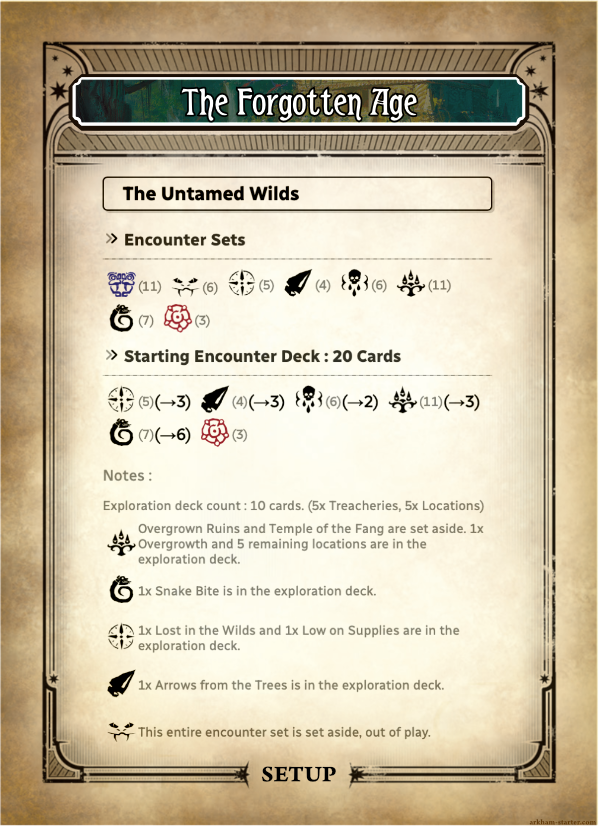 The Forgotten Age
The Untamed Wilds
» Encounter Sets
(11) (6) (5) (4) (6) (11)
(7) (3)
» Starting Encounter Deck : 20 Cards
(5)(→3) (4)(→3) (6)(→2) (11)(→3)
(7)(→6) (3)
Notes :
Exploration deck count : 10 cards. (5x Treacheries, 5x Locations)
Overgrown Ruins and Temple of the Fang are set aside. 1x
Overgrowth and 5 remaining locations are in the
exploration deck.
1x Snake Bite is in the exploration deck.
1x Lost in the Wilds and 1x Low on Supplies are in the
exploration deck.
1x Arrows from the Trees is in the exploration deck.
This entire encounter set is set aside, out of play.
SETUP
arkham-starter.com